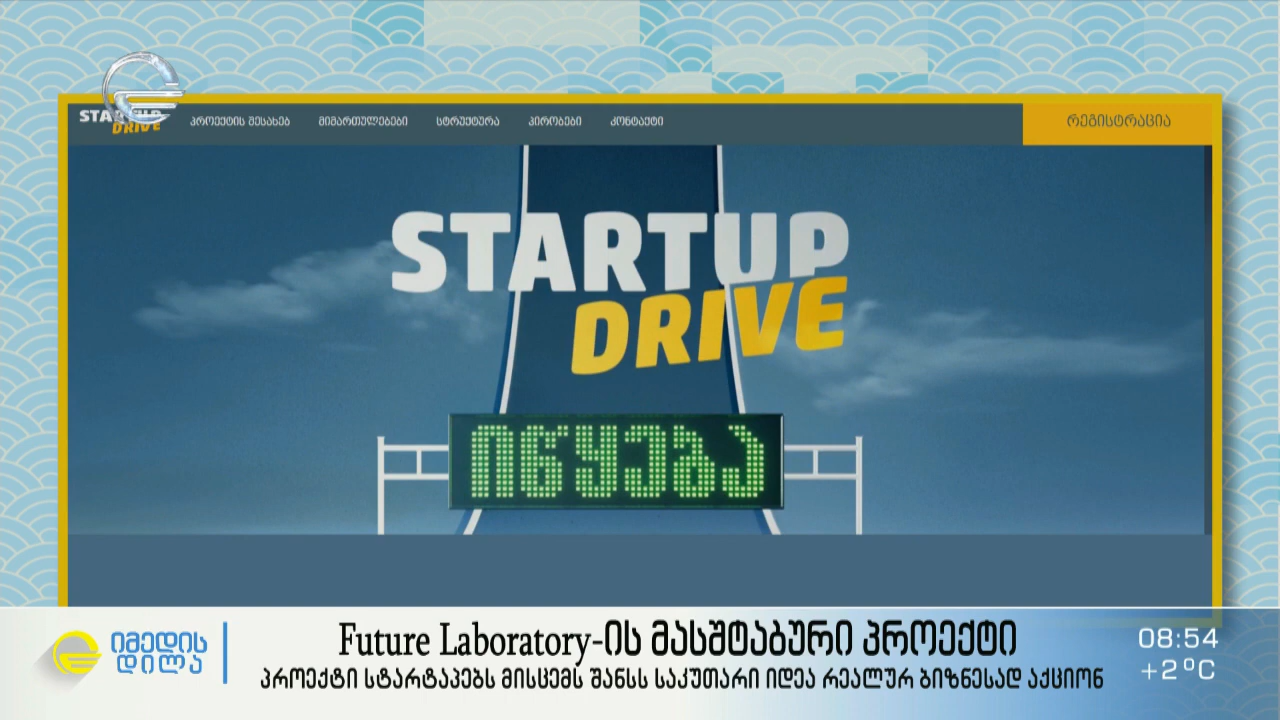 STARTUP
DRIVE
პროექტის შესახებ მიმართულებები სტრუქტურა პირობები კონტაქტი რეგისტრაცია
STARTUP
DRIVE
იწყება
იმედის
დილა
Future Laboratory-ის მასშტაბური პროექტი
პროექტი სტარტაპებს მისცემს შანსს საკუთარი იდეა რეალურ ბიზნესად აქციონ
08:54
+2°C